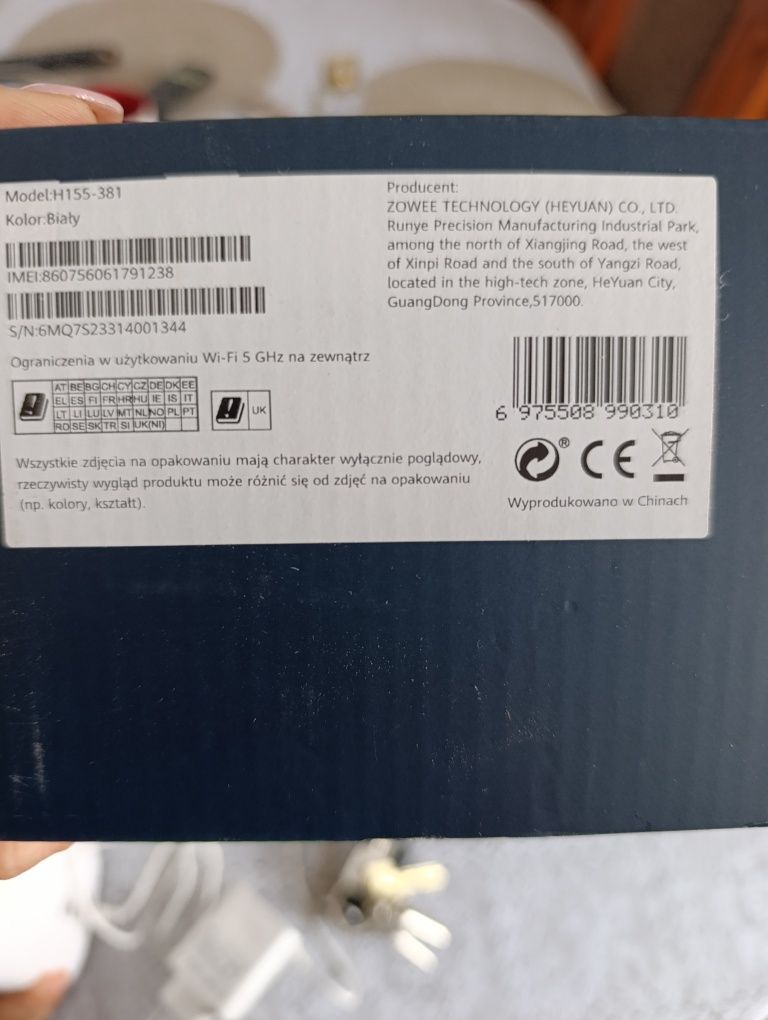 Model:H155-381
Kolor:Biały
IMEI:860756061791238
S/N:6MQ7S23314001344
Ograniczenia w użytkowaniu Wi-Fi 5 GHz na zewnątrz
AT BE BG CH CY CZ DE DK EE
EL ES FI FR HR HU IE IS IT
LT LI LU LV MT NL NO PL PT
RO SE SK TR SI UK(NI)
UK
Wszystkie zdjęcia na opakowaniu mają charakter wyłącznie poglądowy,
rzeczywisty wygląd produktu może różnić się od zdjęć na opakowaniu
(np. kolory, kształt).
Producent:
ZOWEE TECHNOLOGY (HEYUAN) CO., LTD.
Runye Precision Manufacturing Industrial Park,
among the north of Xiangjing Road, the west
of Xinpi Road and the south of Yangzi Road,
located in the high-tech zone, HeYuan City,
GuangDong Province,517000.
6 975508 990310
® CE
Wyprodukowano w Chinach